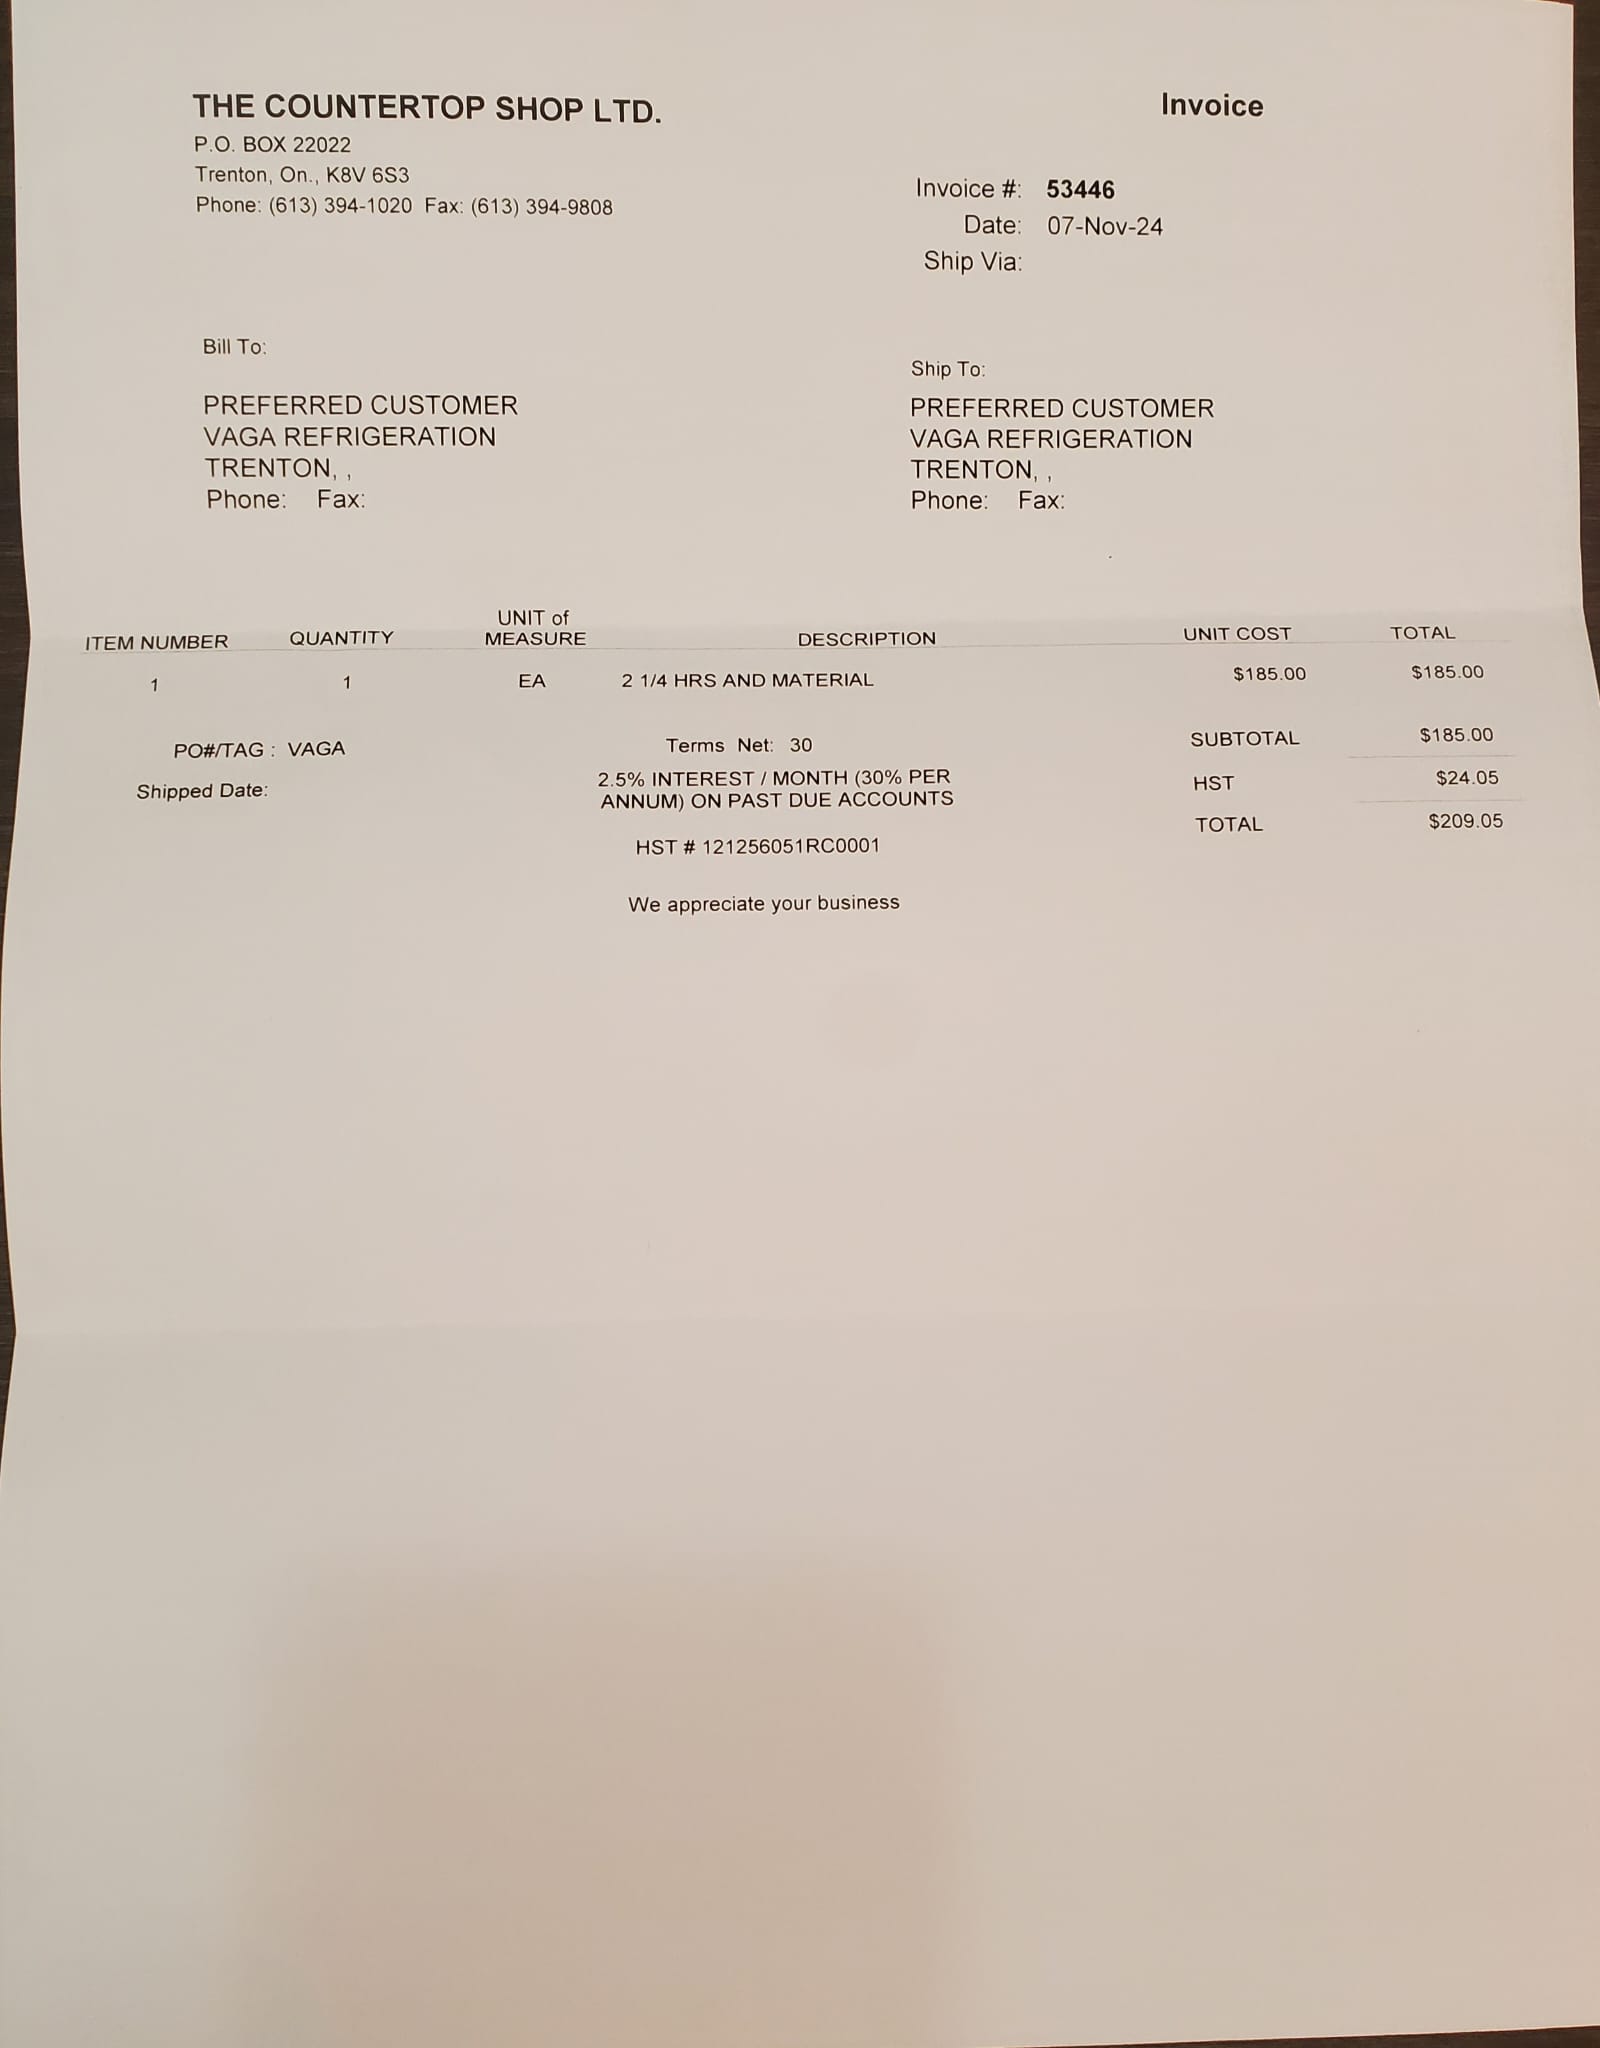 THE COUNTERTOP SHOP LTD.
P.O. BOX 22022
Trenton, On., K8V 6S3
Phone: (613) 394-1020 Fax: (613) 394-9808
Invoice
Invoice #: 53446
Date: 07-Nov-24
Ship Via:
Bill To:
PREFERRED CUSTOMER
VAGA REFRIGERATION
TRENTON, ,
Phone: Fax:
Ship To:
PREFERRED CUSTOMER
VAGA REFRIGERATION
TRENTON, ,
Phone: Fax:
ITEM NUMBER QUANTITY UNIT of MEASURE DESCRIPTION UNIT COST TOTAL
1 1 EA 2 1/4 HRS AND MATERIAL $185.00 $185.00
PO#/TAG : VAGA
Shipped Date:
Terms Net: 30
2.5% INTEREST / MONTH (30% PER
ANNUM) ON PAST DUE ACCOUNTS
HST # 121256051RC0001
We appreciate your business
SUBTOTAL $185.00
HST $24.05
TOTAL $209.05